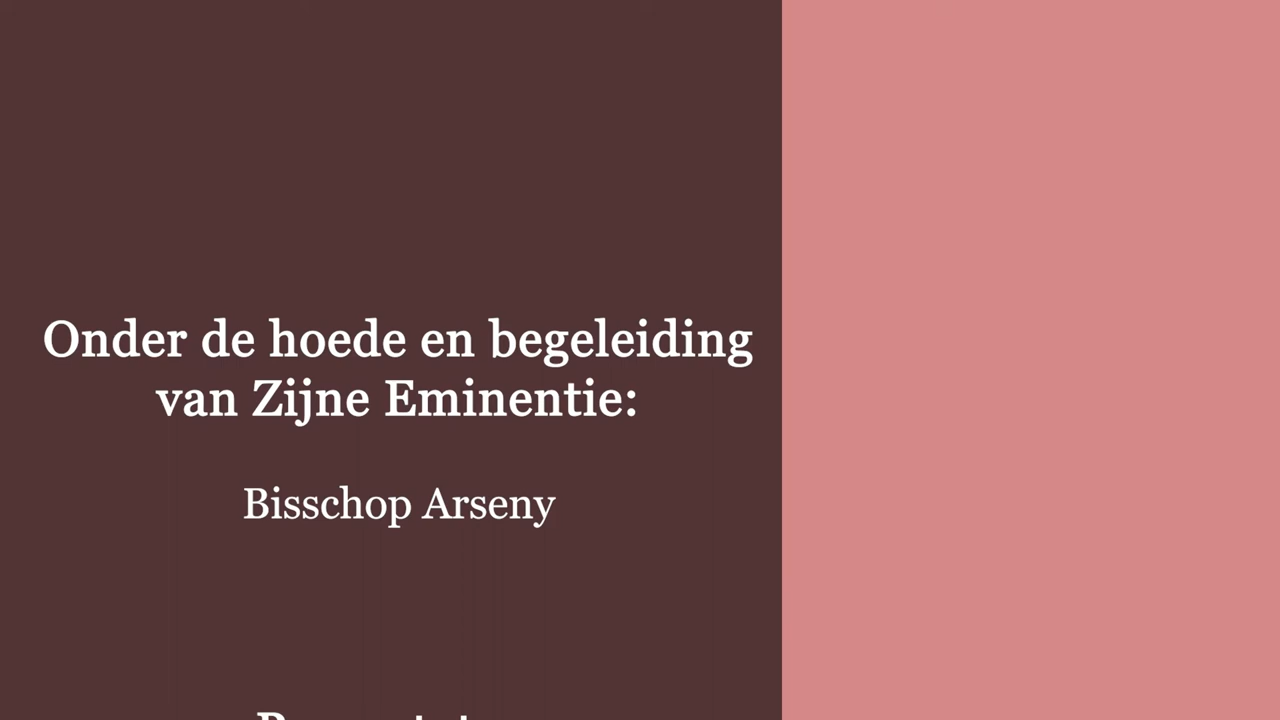 Onder de hoede en begeleiding
van Zijne Eminentie:
Bisschop Arseny